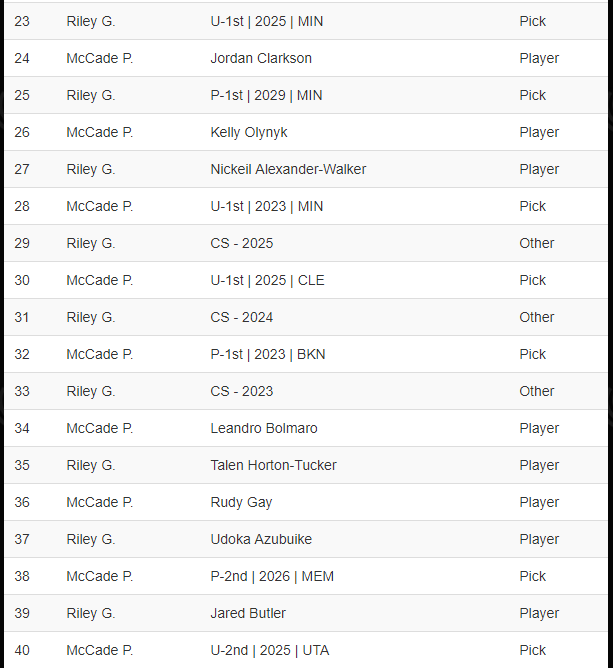 23 Riley G. U-1st | 2025 | MIN Pick
24 McCade P. Jordan Clarkson Player
25 Riley G. P-1st | 2029 | MIN Pick
26 McCade P. Kelly Olynyk Player
27 Riley G. Nickeil Alexander-Walker Player
28 McCade P. U-1st | 2023 | MIN Pick
29 Riley G. CS - 2025 Other
30 McCade P. U-1st | 2025 | CLE Pick
31 Riley G. CS - 2024 Other
32 McCade P. P-1st | 2023 | BKN Pick
33 Riley G. CS - 2023 Other
34 McCade P. Leandro Bolmaro Player
35 Riley G. Talen Horton-Tucker Player
36 McCade P. Rudy Gay Player
37 Riley G. Udoka Azubuike Player
38 McCade P. P-2nd | 2026 | MEM Pick
39 Riley G. Jared Butler Player
40 McCade P. U-2nd | 2025 | UTA Pick